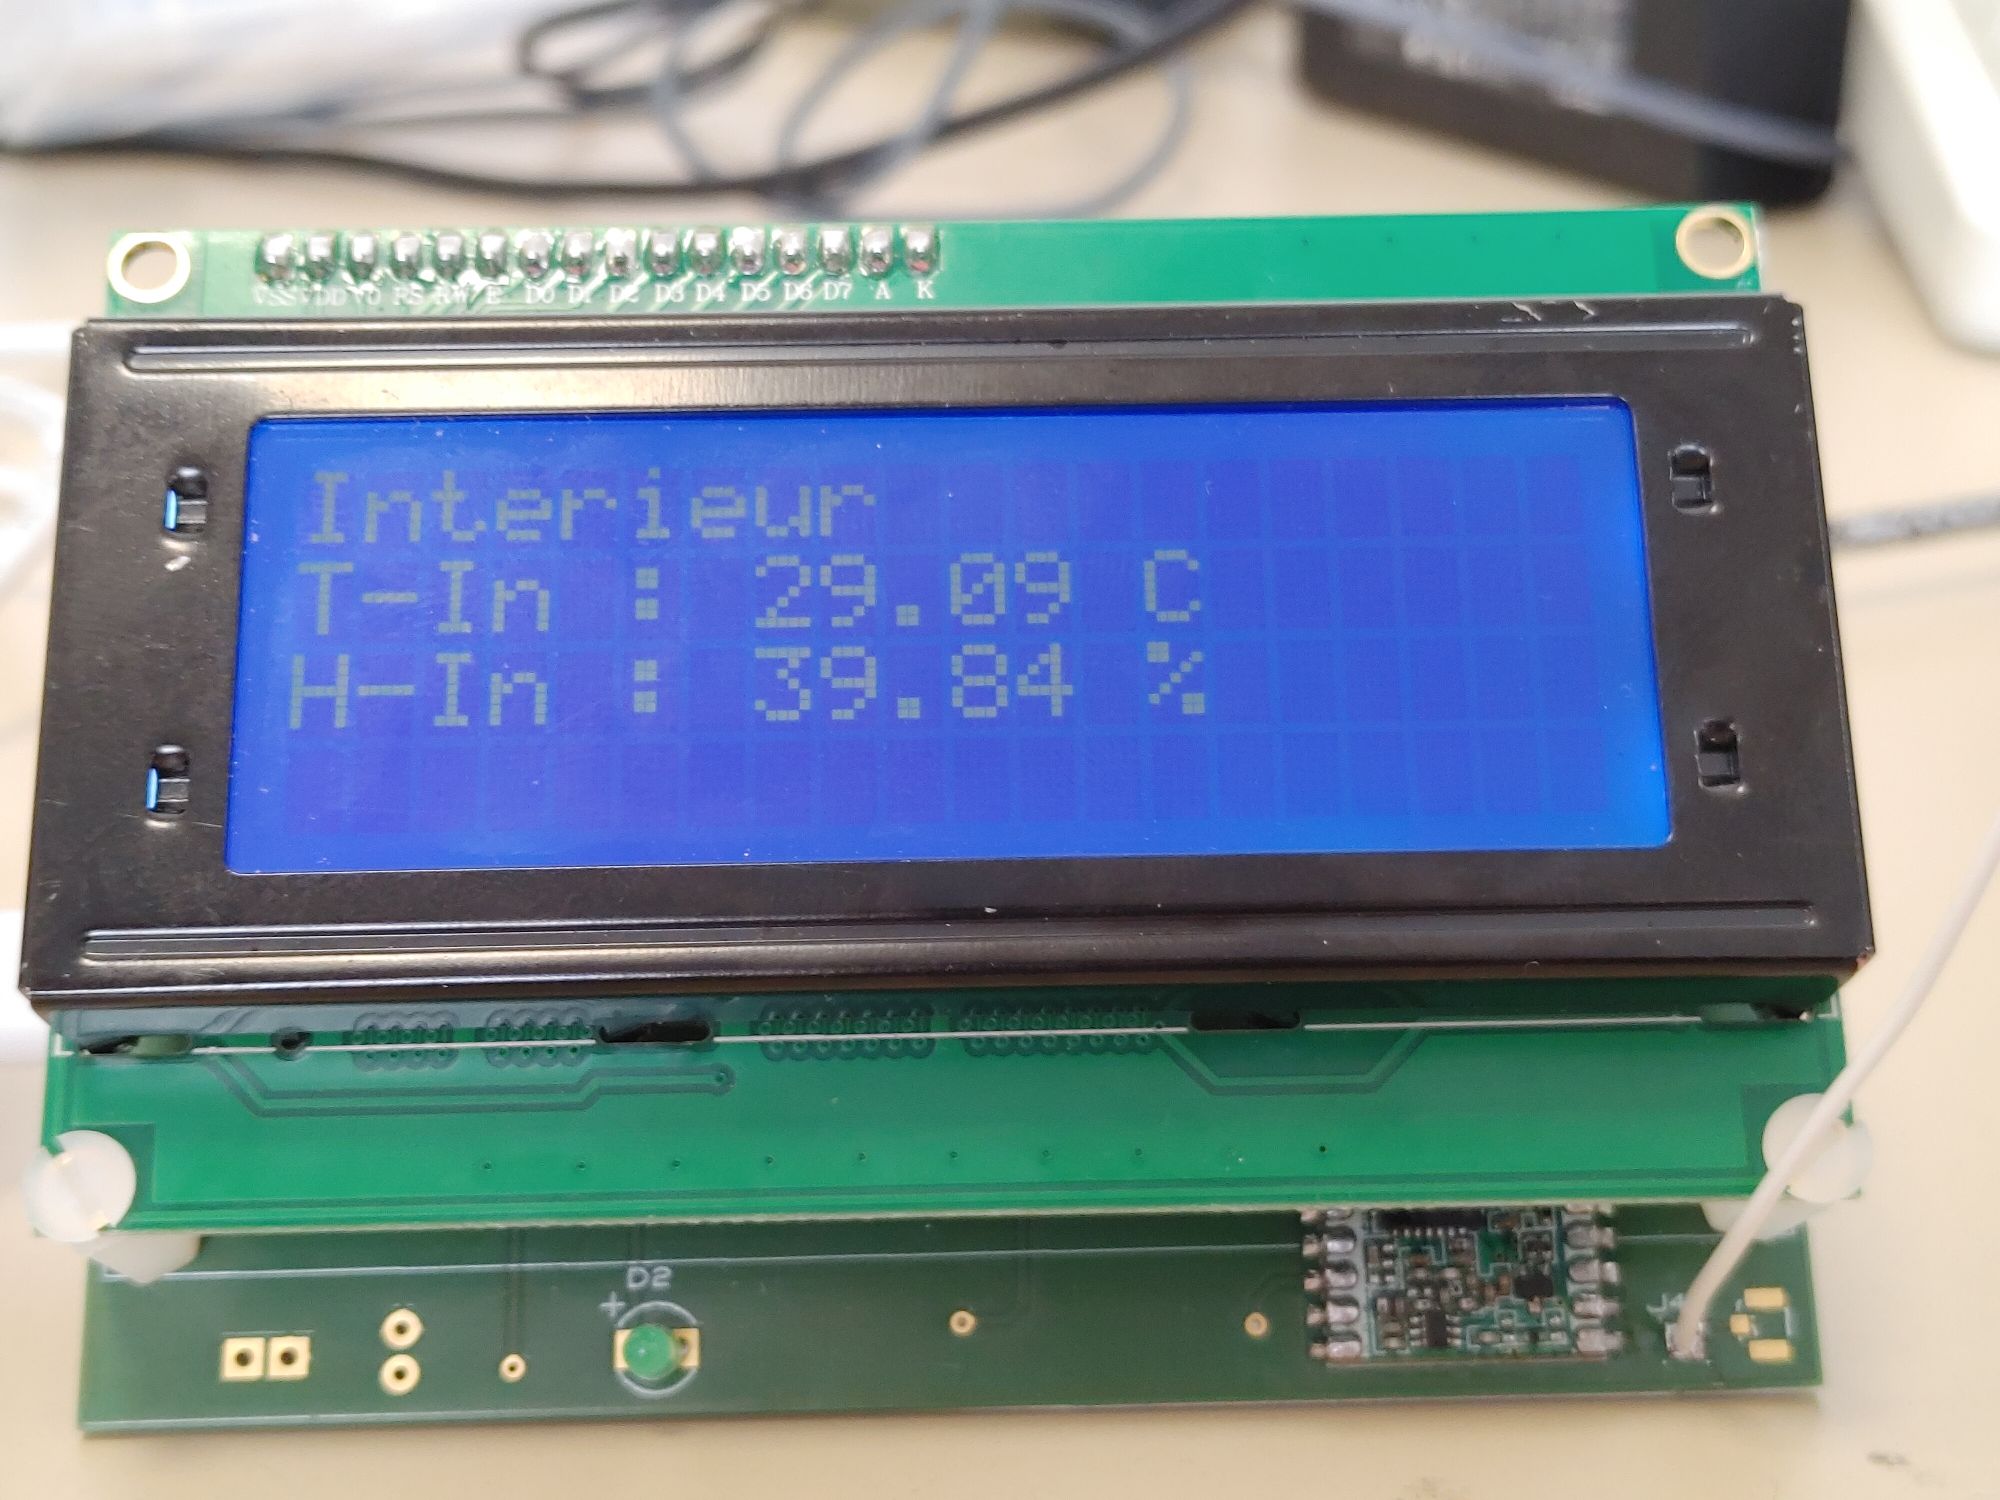 VSS VDD V0 RS RW E D0 D1 D2 D3 D4 D5 D6 D7 A K
Interieur
T-In : 29.09 C
H-In : 39.84 %
D2
+
J4